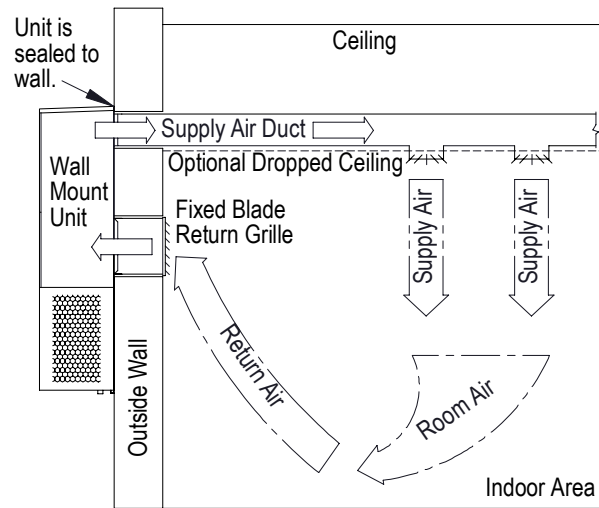 Unit is
sealed to
wall.
Ceiling
Supply Air Duct
Optional Dropped Ceiling
Wall
Mount
Unit
Fixed Blade
Return Grille
Supply Air
Supply Air
Return Air
Room Air
Outside Wall
Indoor Area